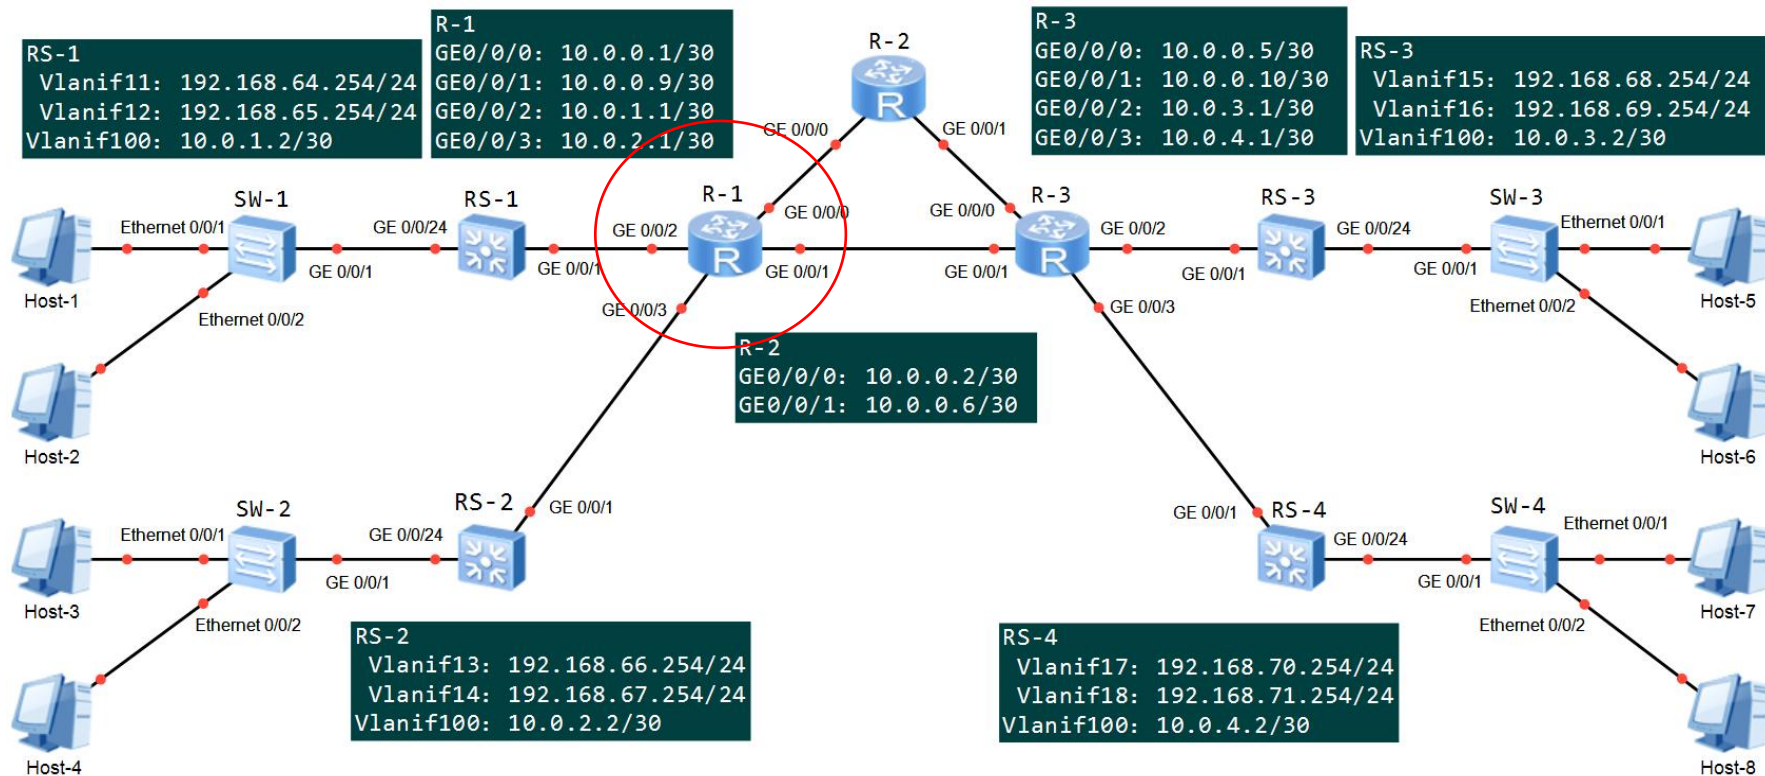 RS-1
Vlanif11: 192.168.64.254/24
Vlanif12: 192.168.65.254/24
Vlanif100: 10.0.1.2/30
R-1
GE0/0/0: 10.0.0.1/30
GE0/0/1: 10.0.0.9/30
GE0/0/2: 10.0.1.1/30
GE0/0/3: 10.0.2.1/30
R-2
R-3
GE0/0/0: 10.0.0.5/30
GE0/0/1: 10.0.0.10/30
GE0/0/2: 10.0.3.1/30
GE0/0/3: 10.0.4.1/30
RS-3
Vlanif15: 192.168.68.254/24
Vlanif16: 192.168.69.254/24
Vlanif100: 10.0.3.2/30
GE 0/0/0
GE 0/0/1
SW-1
RS-1
R-1
R-3
RS-3
SW-3
Ethernet 0/0/1
GE 0/0/24
GE 0/0/2
GE 0/0/0
GE 0/0/0
GE 0/0/2
GE 0/0/24
Ethernet 0/0/1
GE 0/0/1
GE 0/0/1
GE 0/0/1
GE 0/0/1
GE 0/0/1
GE 0/0/1
Host-1
Ethernet 0/0/2
GE 0/0/3
GE 0/0/3
Ethernet 0/0/2
Host-5
R-2
GE0/0/0: 10.0.0.2/30
GE0/0/1: 10.0.0.6/30
Host-2
Host-6
SW-2
RS-2
GE 0/0/1
GE 0/0/1
RS-4
SW-4
Ethernet 0/0/1
GE 0/0/24
GE 0/0/24
Ethernet 0/0/1
GE 0/0/1
GE 0/0/1
Host-3
Ethernet 0/0/2
Ethernet 0/0/2
Host-7
RS-2
Vlanif13: 192.168.66.254/24
Vlanif14: 192.168.67.254/24
Vlanif100: 10.0.2.2/30
RS-4
Vlanif17: 192.168.70.254/24
Vlanif18: 192.168.71.254/24
Vlanif100: 10.0.4.2/30
Host-4
Host-8
R
R
R